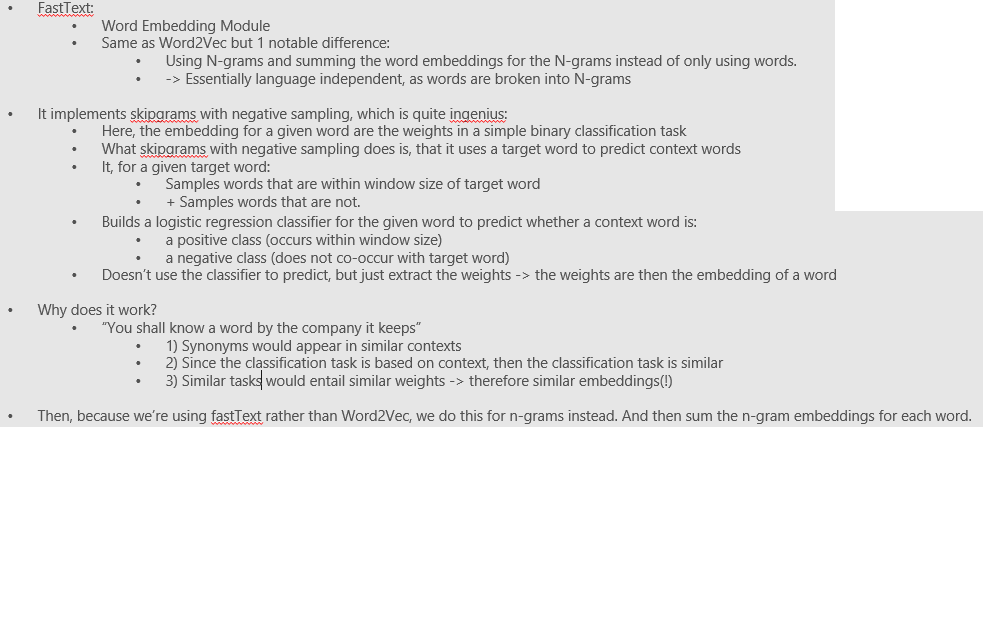 • FastText:
• Word Embedding Module
• Same as Word2Vec but 1 notable difference:
• Using N-grams and summing the word embeddings for the N-grams instead of only using words.
• -> Essentially language independent, as words are broken into N-grams
• It implements skipgrams with negative sampling, which is quite ingenius:
• Here, the embedding for a given word are the weights in a simple binary classification task
• What skipgrams with negative sampling does is, that it uses a target word to predict context words
• It, for a given target word:
• Samples words that are within window size of target word
• + Samples words that are not.
• Builds a logistic regression classifier for the given word to predict whether a context word is:
• a positive class (occurs within window size)
• a negative class (does not co-occur with target word)
• Doesn’t use the classifier to predict, but just extract the weights -> the weights are then the embedding of a word
• Why does it work?
• “You shall know a word by the company it keeps”
• 1) Synonyms would appear in similar contexts
• 2) Since the classification task is based on context, then the classification task is similar
• 3) Similar tasks would entail similar weights -> therefore similar embeddings(!)
• Then, because we’re using fastText rather than Word2Vec, we do this for n-grams instead. And then sum the n-gram embeddings for each word.